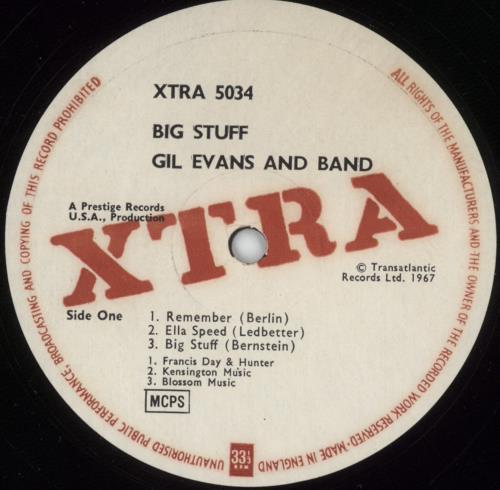 XTRA 5034
BIG STUFF
GIL EVANS AND BAND
A Prestige Records
U.S.A., Production
XTRA
© Transatlantic
Records Ltd. 1967
Side One
1. Remember (Berlin)
2. Ella Speed (Ledbetter)
3. Big Stuff (Bernstein)
1. Francis Day & Hunter
2. Kensington Music
3. Blossom Music
MCPS
33⅓
RPM
ALL RIGHTS OF THE MANUFACTURERS AND THE OWNER OF THE RECORDED WORK RESERVED·MADE IN ENGLAND
UNAUTHORISED PUBLIC PERFORMANCE, BROADCASTING AND COPYING OF THIS RECORD PROHIBITED